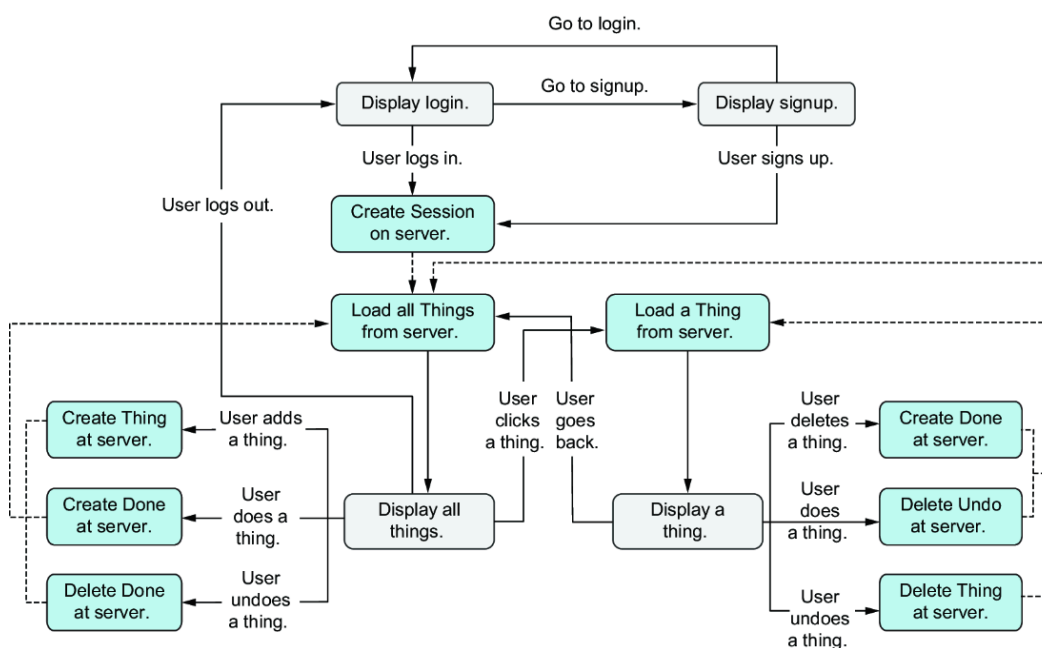 Go to login.
Display login.
Go to signup.
Display signup.
User logs in.
User signs up.
User logs out.
Create Session
on server.
Load all Things
from server.
Load a Thing
from server.
Create Thing
at server.
User adds
a thing.
User
clicks
a thing.
User
goes
back.
User
deletes
a thing.
Create Done
at server.
Create Done
at server.
User
does a
thing.
Display all
things.
Display a
thing.
User
does
a thing.
Delete Undo
at server.
Delete Done
at server.
User
undoes
a thing.
User
undoes
a thing.
Delete Thing
at server.